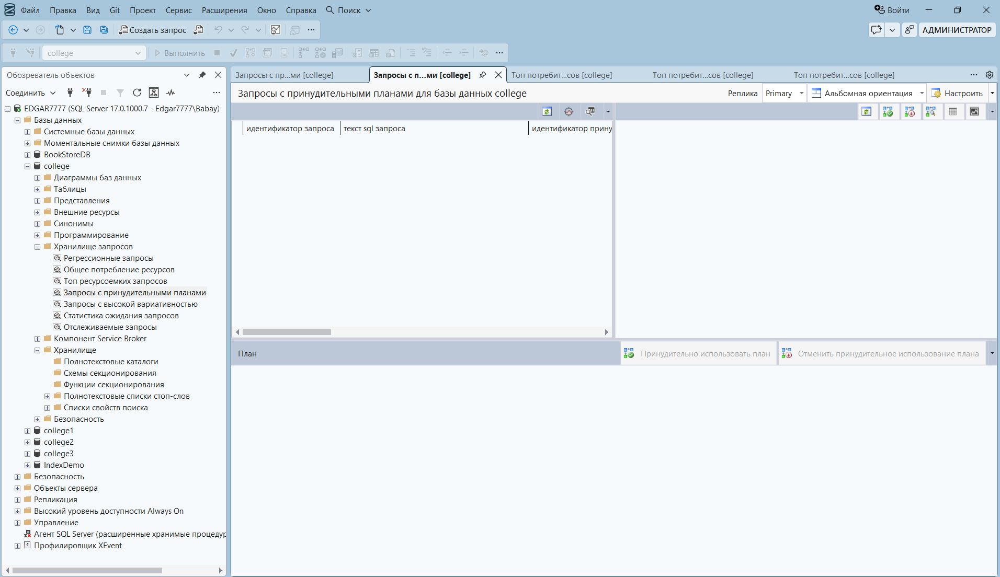 Файл Правка Вид Git Проект Сервис Расширения Окно Справка Поиск Войти
Создать запрос АДМИНИСТРАТОР
college Выполнить
Обозреватель объектов
Соединить
EDGAR7777 (SQL Server 17.0.1000.7 - Edgar7777\Babay)
Базы данных
Системные базы данных
Моментальные снимки базы данных
BookStoreDB
college
Диаграммы баз данных
Таблицы
Представления
Внешние ресурсы
Синонимы
Программирование
Хранилище запросов
Регрессионные запросы
Общее потребление ресурсов
Топ ресурсоемких запросов
Запросы с принудительными планами
Запросы с высокой вариативностью
Статистика ожидания запросов
Отслеживаемые запросы
Компонент Service Broker
Хранилище
Полнотекстовые каталоги
Схемы секционирования
Функции секционирования
Полнотекстовые списки стоп-слов
Списки свойств поиска
Безопасность
college1
college2
college3
IndexDemo
Безопасность
Объекты сервера
Репликация
Высокий уровень доступности Always On
Управление
Агент SQL Server (расширенные хранимые процедур
Профилировщик XEvent
Запросы с пр...ми [college] Запросы с п...ми [college] Топ потребит...сов [college] Топ потребит...сов [college] Топ потребит...сов [college]
Запросы с принудительными планами для базы данных college Реплика Primary Альбомная ориентация Настроить
идентификатор запроса текст sql запроса идентификатор прину
План Принудительно использовать план Отменить принудительное использование плана